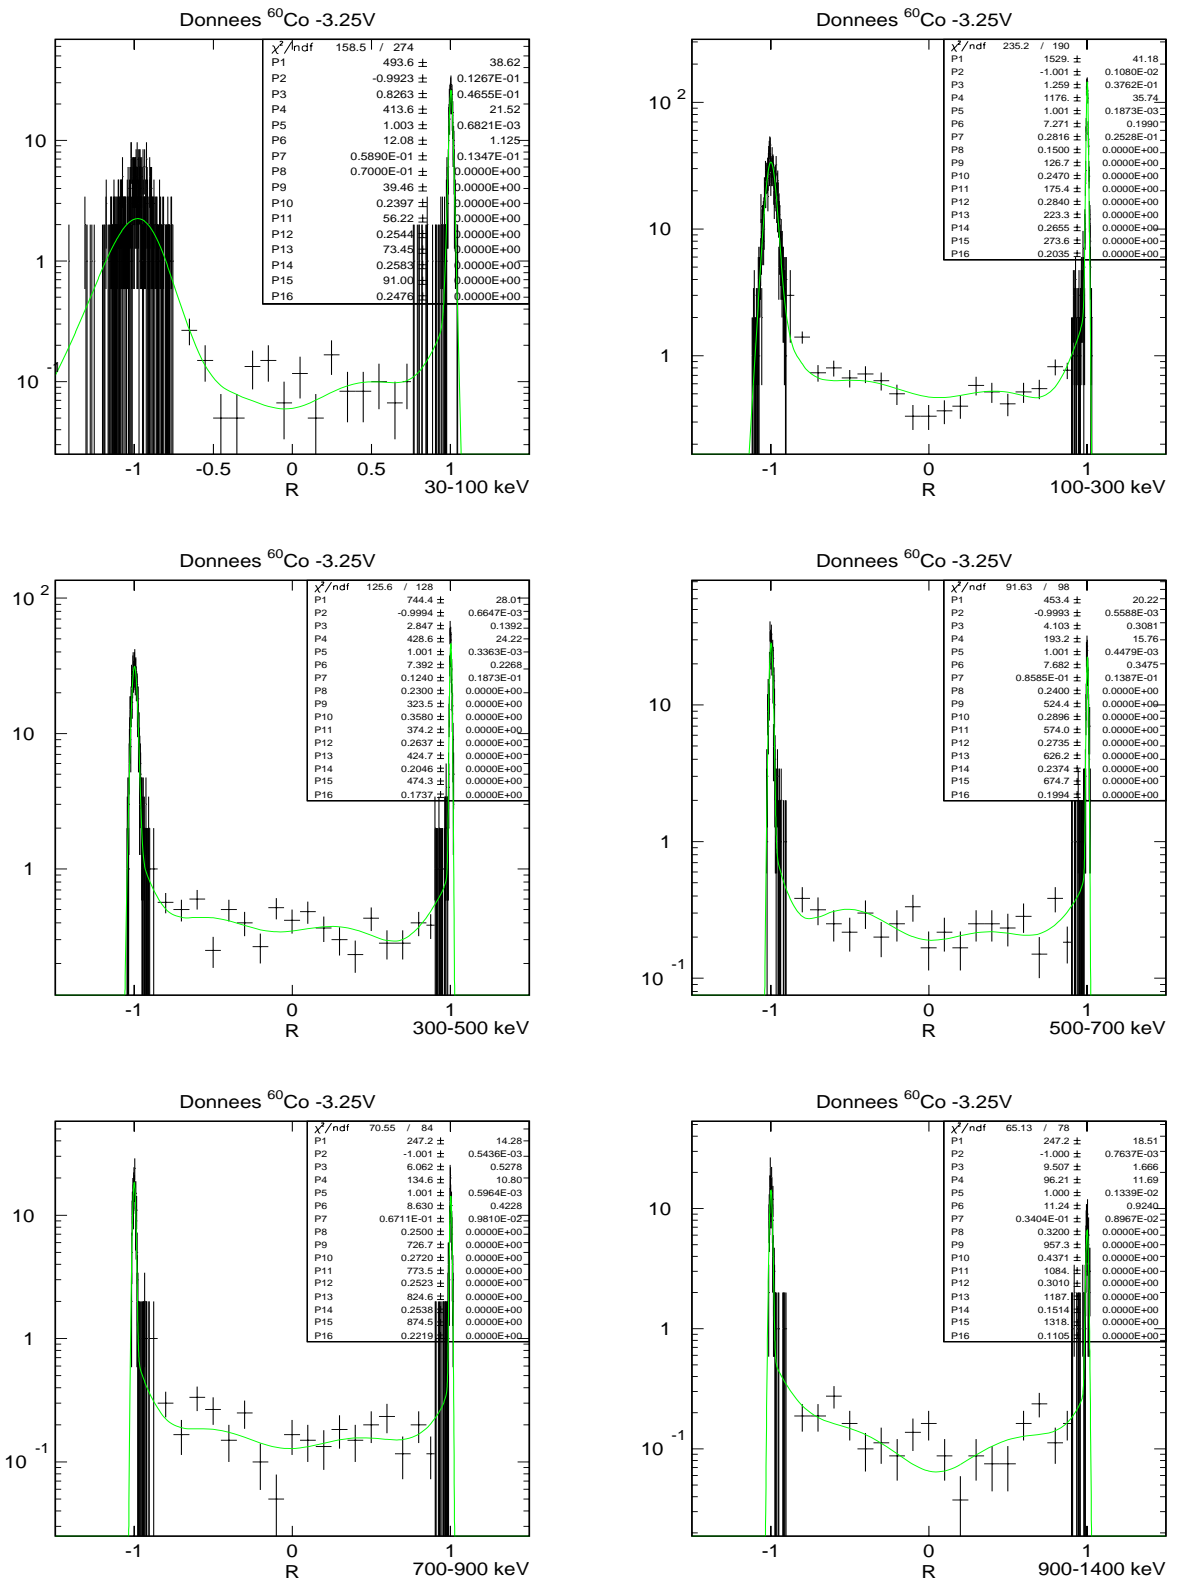 Donnees ⁶⁰Co -3.25V
χ²/ndf 158.5 / 274
P1 493.6 ± 38.62
P2 -0.9923 ± 0.1267E-01
P3 0.8263 ± 0.4655E-01
P4 413.6 ± 21.52
P5 1.003 ± 0.6821E-03
P6 12.08 ± 1.125
P7 0.5890E-01 ± 0.1347E-01
P8 0.7000E-01 ± 0.0000E+00
P9 39.46 ± 0.0000E+00
P10 0.2397 ± 0.0000E+00
P11 56.22 ± 0.0000E+00
P12 0.2544 ± 0.0000E+00
P13 73.45 ± 0.0000E+00
P14 0.2583 ± 0.0000E+00
P15 91.00 ± 0.0000E+00
P16 0.2476 ± 0.0000E+00
10
1
10 -1
-1 -0.5 0 0.5 1
R
30-100 keV
Donnees ⁶⁰Co -3.25V
χ²/ndf 235.2 / 190
P1 1529. ± 41.18
P2 -1.001 ± 0.1080E-02
P3 1.259 ± 0.3762E-01
P4 1176. ± 35.74
P5 1.001 ± 0.1873E-03
P6 7.271 ± 0.1990
P7 0.2816 ± 0.2528E-01
P8 0.1500 ± 0.0000E+00
P9 126.7 ± 0.0000E+00
P10 0.2470 ± 0.0000E+00
P11 175.4 ± 0.0000E+00
P12 0.2840 ± 0.0000E+00
P13 223.3 ± 0.0000E+00
P14 0.2655 ± 0.0000E+00
P15 273.6 ± 0.0000E+00
P16 0.2035 ± 0.0000E+00
10 2
10
1
-1 0 1
R
100-300 keV
Donnees ⁶⁰Co -3.25V
χ²/ndf 125.6 / 128
P1 744.4 ± 28.01
P2 -0.9994 ± 0.6647E-03
P3 2.847 ± 0.1392
P4 428.6 ± 24.22
P5 1.001 ± 0.3363E-03
P6 7.392 ± 0.2268
P7 0.1240 ± 0.1873E-01
P8 0.2300 ± 0.0000E+00
P9 323.5 ± 0.0000E+00
P10 0.3580 ± 0.0000E+00
P11 374.2 ± 0.0000E+00
P12 0.2637 ± 0.0000E+00
P13 424.7 ± 0.0000E+00
P14 0.2046 ± 0.0000E+00
P15 474.3 ± 0.0000E+00
P16 0.1737 ± 0.0000E+00
10 2
10
1
-1 0 1
R
300-500 keV
Donnees ⁶⁰Co -3.25V
χ²/ndf 91.63 / 98
P1 453.4 ± 20.22
P2 -0.9993 ± 0.5588E-03
P3 4.103 ± 0.3081
P4 193.2 ± 15.76
P5 1.001 ± 0.4479E-03
P6 7.682 ± 0.3475
P7 0.8585E-01 ± 0.1387E-01
P8 0.2400 ± 0.0000E+00
P9 524.4 ± 0.0000E+00
P10 0.2896 ± 0.0000E+00
P11 574.0 ± 0.0000E+00
P12 0.2735 ± 0.0000E+00
P13 626.2 ± 0.0000E+00
P14 0.2374 ± 0.0000E+00
P15 674.7 ± 0.0000E+00
P16 0.1994 ± 0.0000E+00
10
1
10 -1
-1 0 1
R
500-700 keV
Donnees ⁶⁰Co -3.25V
χ²/ndf 70.55 / 84
P1 247.2 ± 14.28
P2 -1.001 ± 0.5436E-03
P3 6.062 ± 0.5278
P4 134.6 ± 10.80
P5 1.001 ± 0.5964E-03
P6 8.630 ± 0.4228
P7 0.6711E-01 ± 0.9810E-02
P8 0.2500 ± 0.0000E+00
P9 726.7 ± 0.0000E+00
P10 0.2720 ± 0.0000E+00
P11 773.5 ± 0.0000E+00
P12 0.2523 ± 0.0000E+00
P13 824.6 ± 0.0000E+00
P14 0.2538 ± 0.0000E+00
P15 874.5 ± 0.0000E+00
P16 0.2219 ± 0.0000E+00
10
1
10 -1
-1 0 1
R
700-900 keV
Donnees ⁶⁰Co -3.25V
χ²/ndf 65.13 / 78
P1 247.2 ± 18.51
P2 -1.000 ± 0.7637E-03
P3 9.507 ± 1.666
P4 96.21 ± 11.69
P5 1.000 ± 0.1339E-02
P6 11.24 ± 0.9240
P7 0.3404E-01 ± 0.8967E-02
P8 0.3200 ± 0.0000E+00
P9 957.3 ± 0.0000E+00
P10 0.4371 ± 0.0000E+00
P11 1084. ± 0.0000E+00
P12 0.3010 ± 0.0000E+00
P13 1187. ± 0.0000E+00
P14 0.1514 ± 0.0000E+00
P15 1318. ± 0.0000E+00
P16 0.1105 ± 0.0000E+00
10
1
10 -1
-1 0 1
R
900-1400 keV